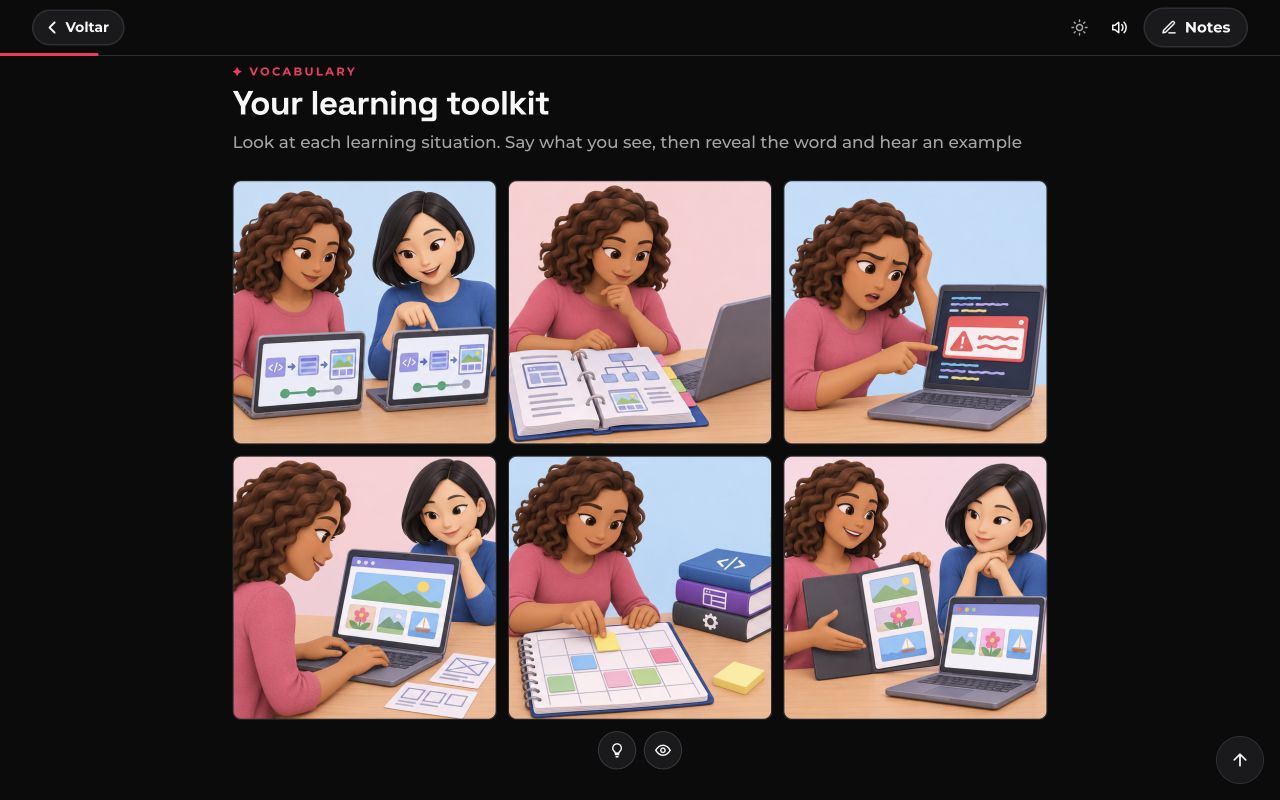 Voltar
Notes
VOCABULARY
Your learning toolkit
Look at each learning situation. Say what you see, then reveal the word and hear an example
</>
</>
</>